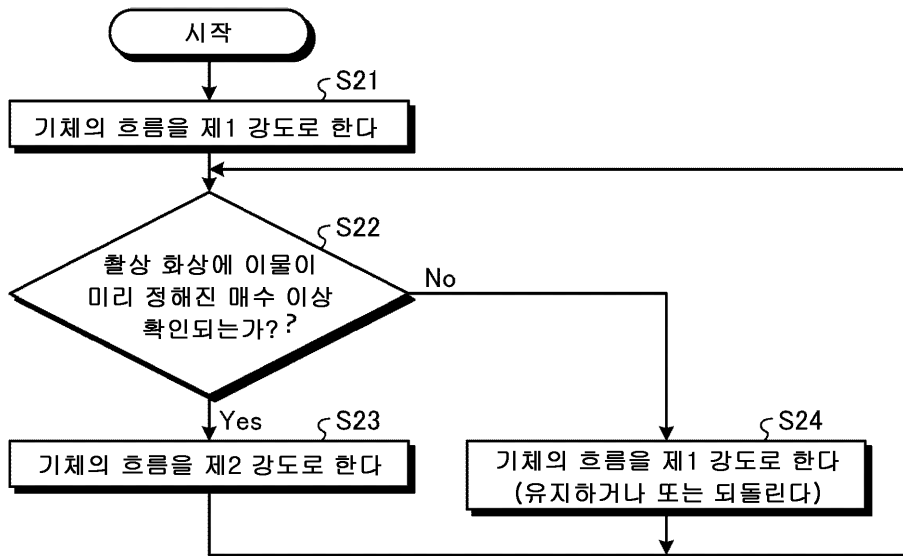 시작
S21
기체의 흐름을 제1 강도로 한다
S22
촬상 화상에 이물이
미리 정해진 매수 이상
확인되는가??
No
Yes
S23
기체의 흐름을 제2 강도로 한다
S24
기체의 흐름을 제1 강도로 한다
(유지하거나 또는 되돌린다)